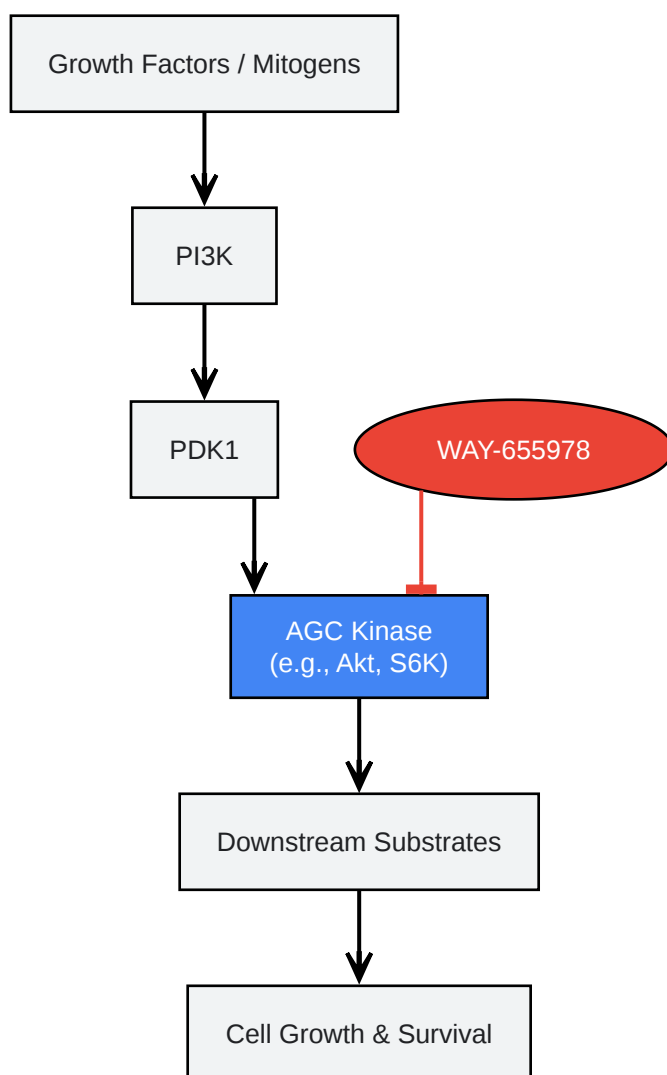 Growth Factors / Mitogens
PI3K
PDK1
WAY-655978
AGC Kinase
(e.g., Akt, S6K)
Downstream Substrates
Cell Growth & Survival